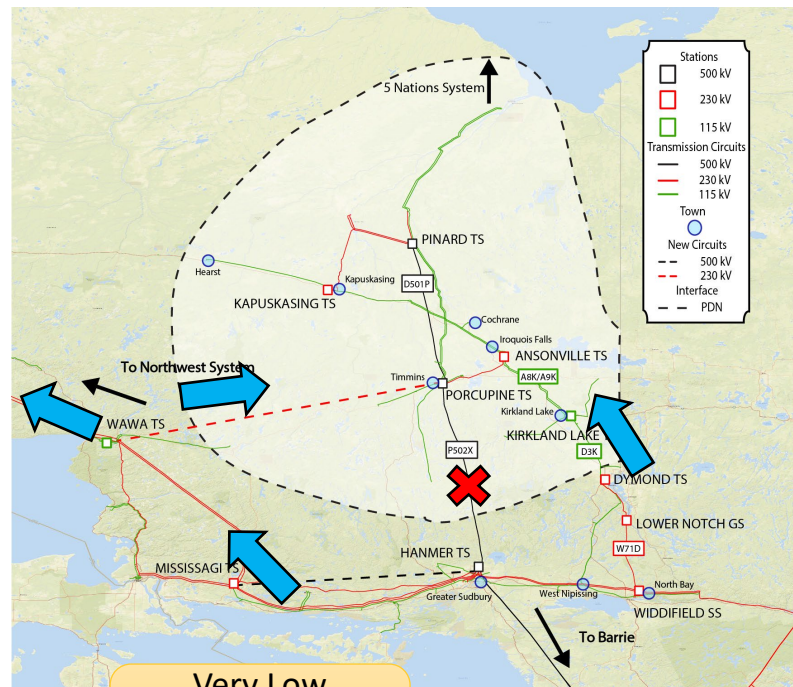 Stations
500 kV
230 kV
115 kV
Transmission Circuits
500 kV
230 kV
115 kV
Town
New Circuits
500 kV
230 kV
Interface
PDN
5 Nations System
PINARD TS
Hearst
D501P
Kapuskasing
KAPUSKASING TS
Cochrane
Iroquois Falls
ANSONVILLE TS
To Northwest System
Timmins
A8K/A9K
PORCUPINE TS
Kirkland Lake
WAWA TS
KIRKLAND LAKE
P502X
D3K
DYMOND TS
LOWER NOTCH GS
W71D
HANMER TS
MISSISSAGI TS
Greater Sudbury
West Nipissing
North Bay
WIDDIFIELD SS
To Barrie
Very Low